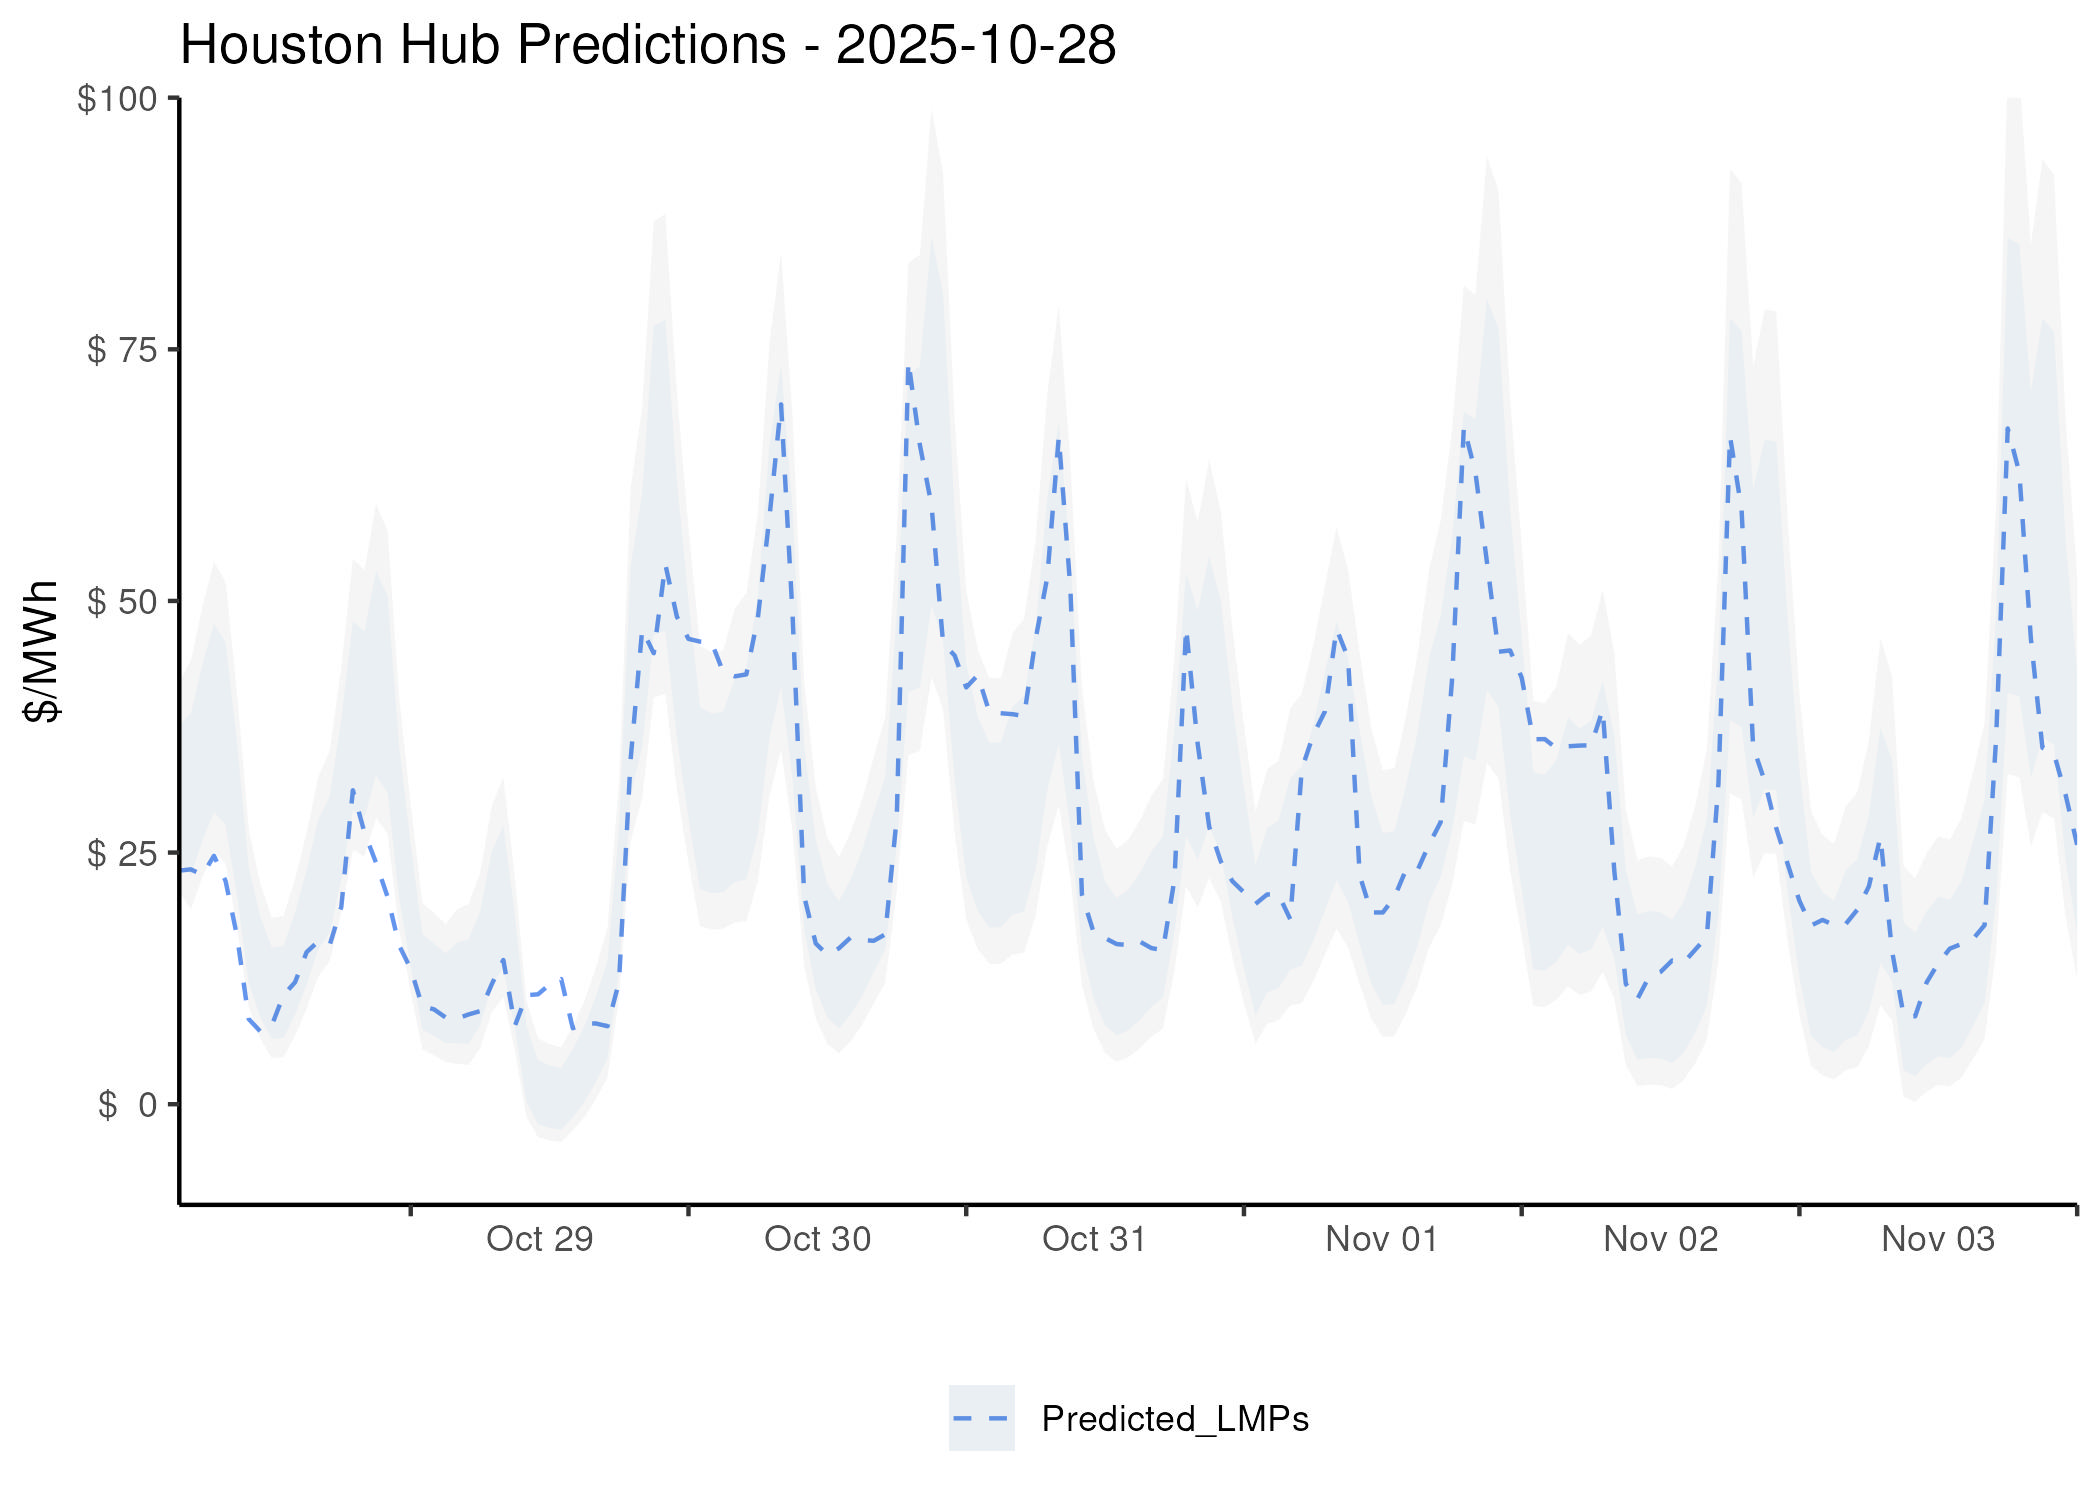 Houston Hub Predictions - 2025-10-28
$100
$ 75
$ 50
$ 25
$ 0
$/MWh
Oct 29 Oct 30 Oct 31 Nov 01 Nov 02 Nov 03
Predicted_LMPs